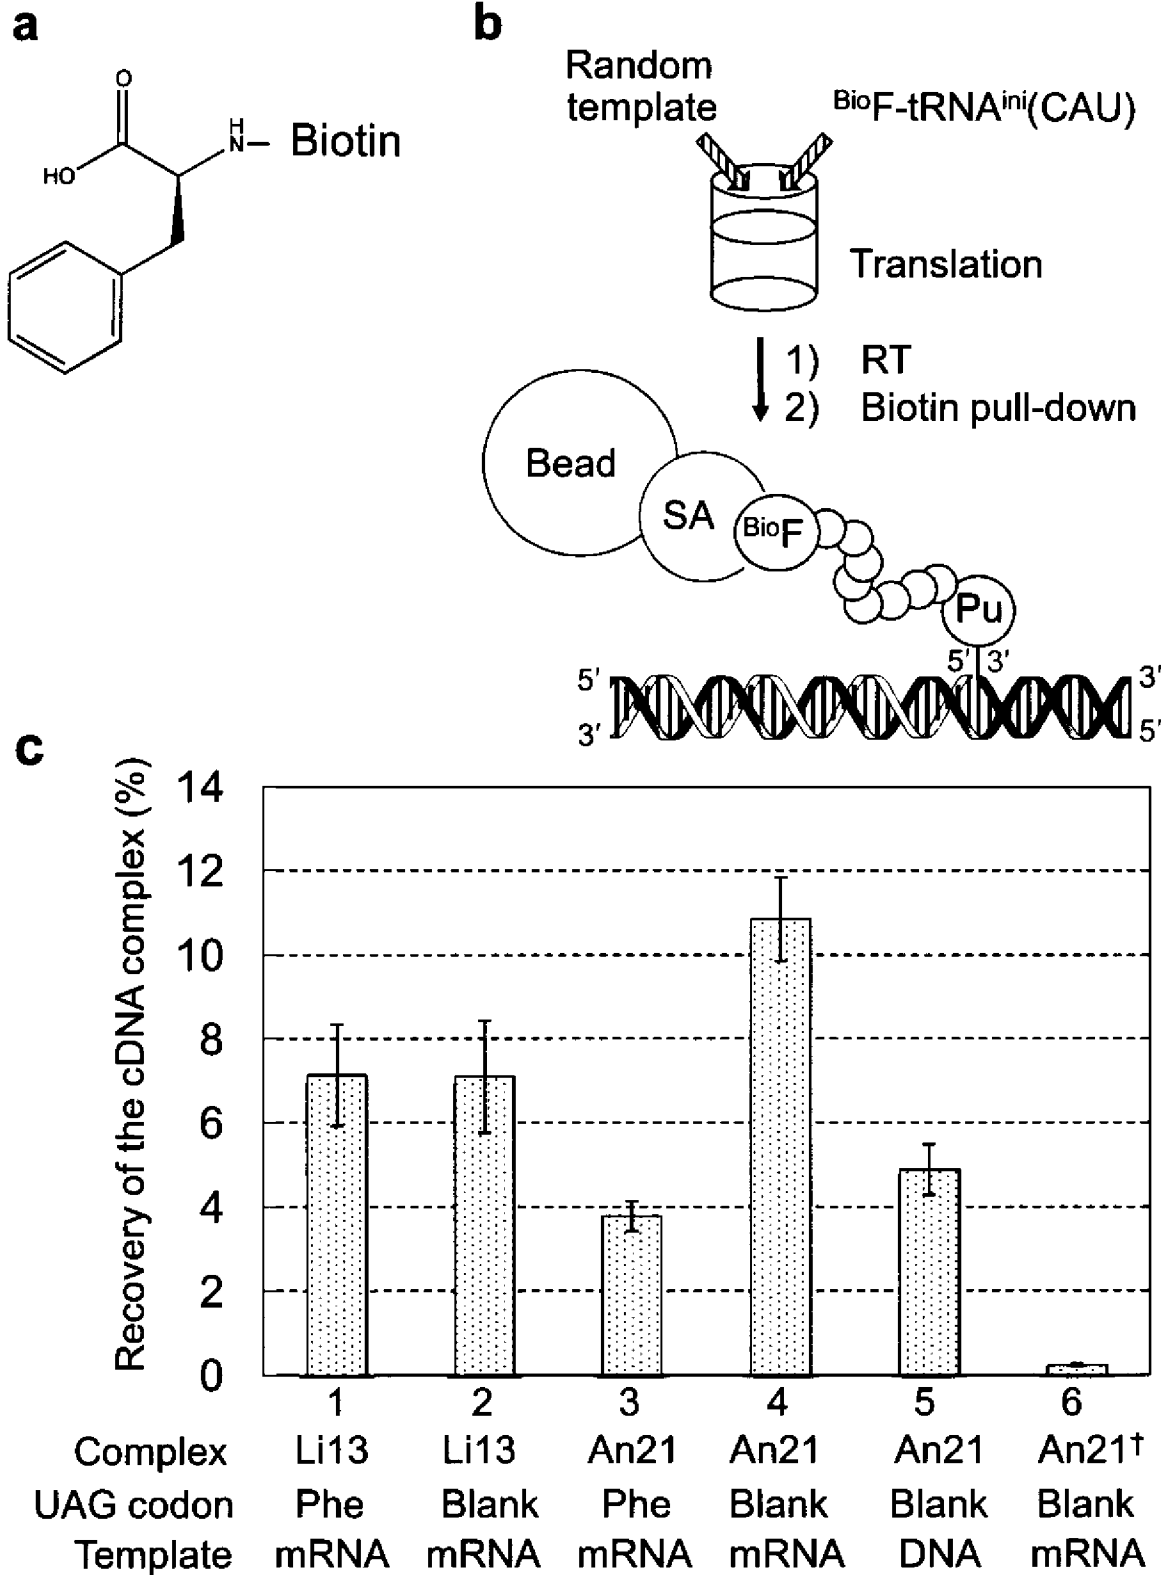 a
O
HO
H
N
Biotin
b
Random
template
BioF-tRNAini(CAU)
Translation
1) RT
2) Biotin pull-down
Bead
SA
BioF
Pu
5′ 3′
5′ 3′
3′ 5′
c
Recovery of the cDNA complex (%)
14
12
10
8
6
4
2
0
1 2 3 4 5 6
Complex Li13 Li13 An21 An21 An21 An21†
UAG codon Phe Blank Phe Blank Blank Blank
Template mRNA mRNA mRNA mRNA DNA mRNA